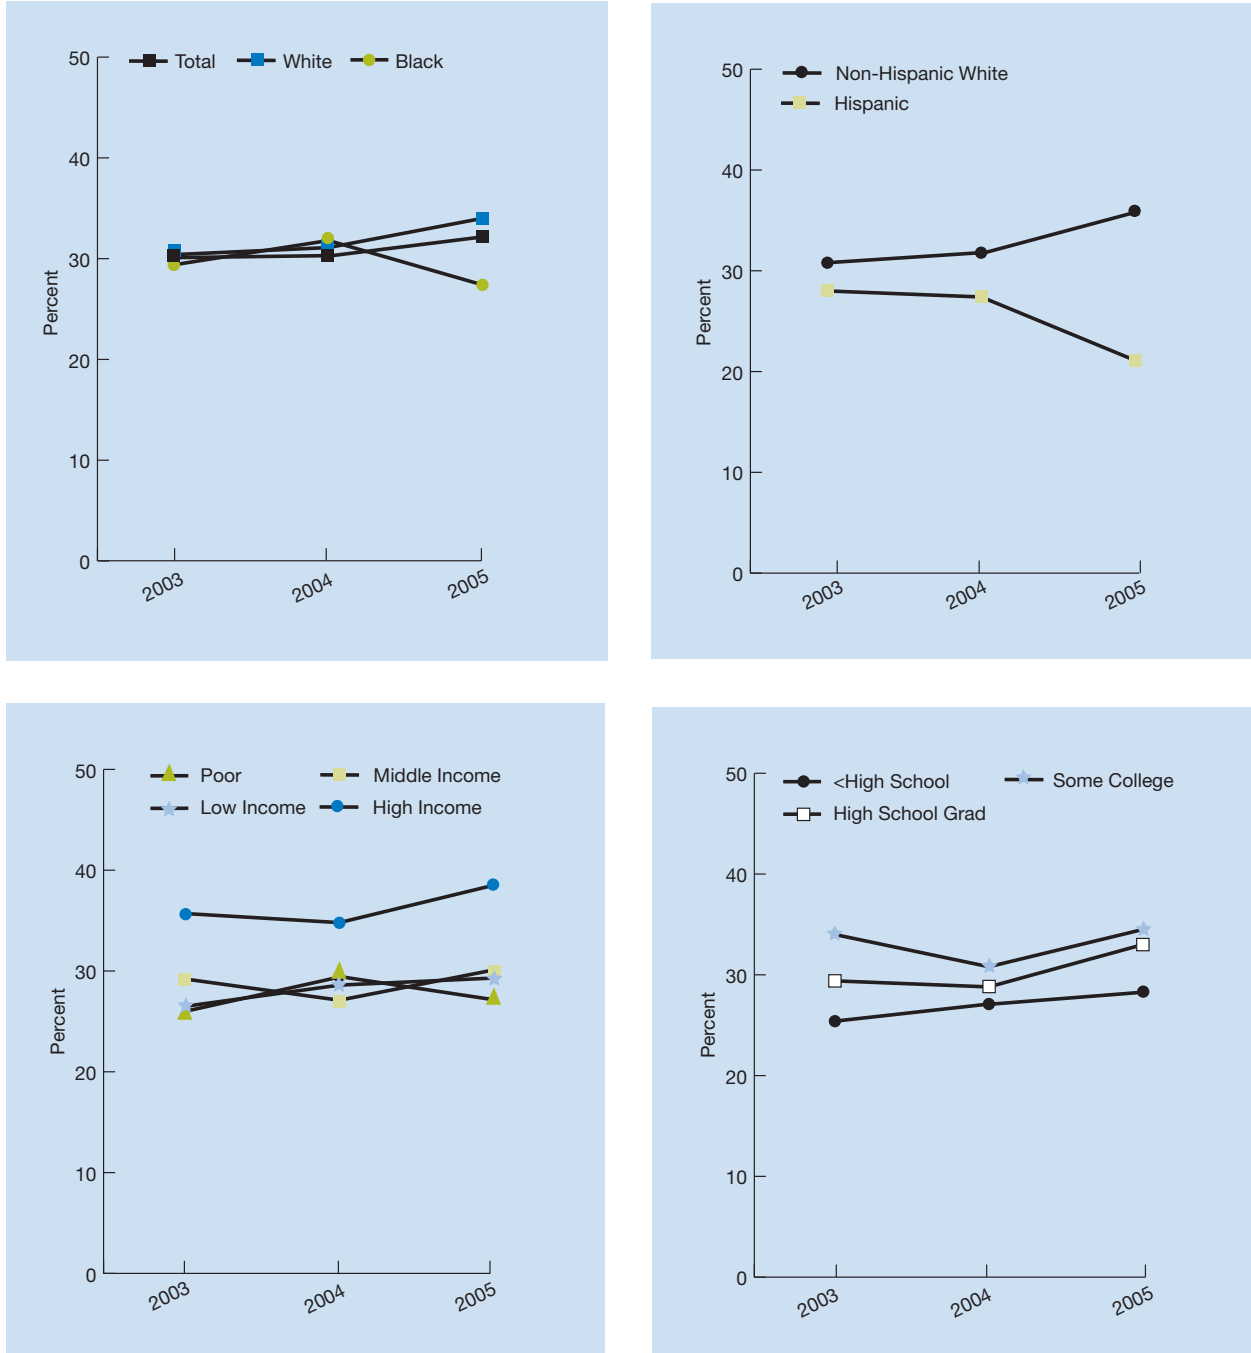 50
Total White Black
40
30
20
10
0
Percent
2003 2004 2005
50
Non-Hispanic White
Hispanic
40
30
20
10
0
Percent
2003 2004 2005
50
Poor Middle Income
Low Income High Income
40
30
20
10
0
Percent
2003 2004 2005
50
<High School Some College
High School Grad
40
30
20
10
0
Percent
2003 2004 2005